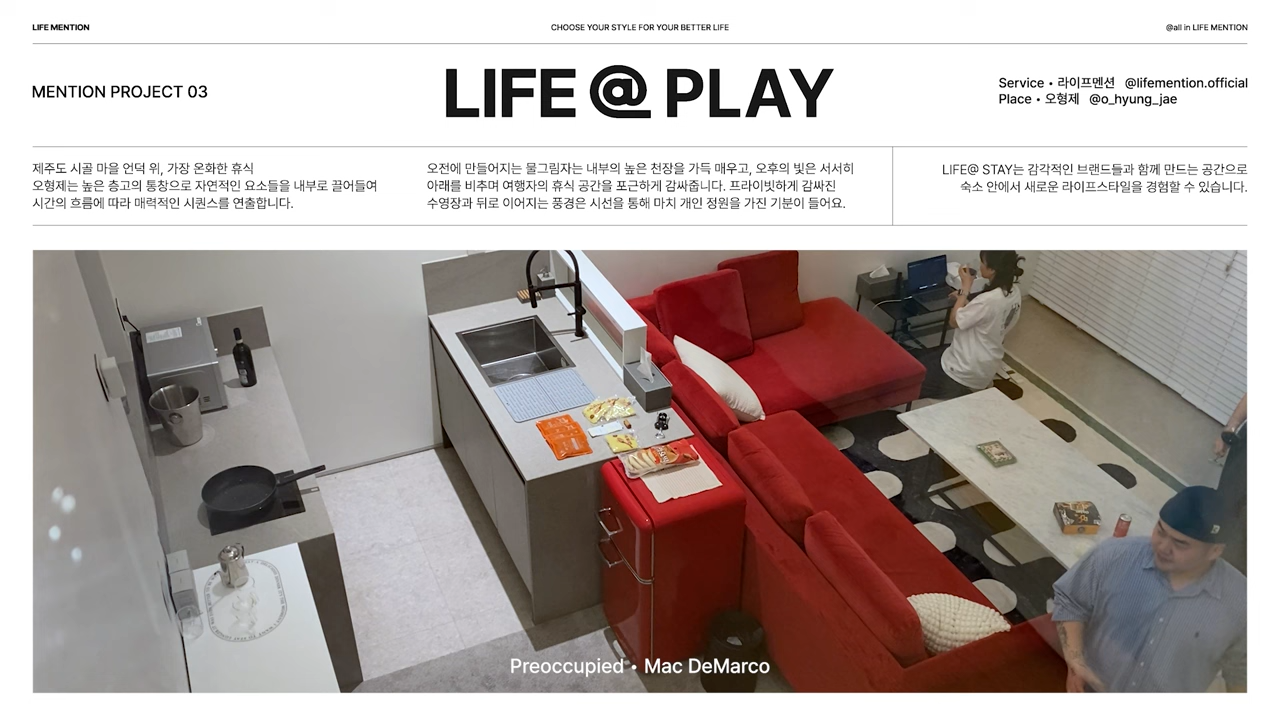 LIFE MENTION
CHOOSE YOUR STYLE FOR YOUR BETTER LIFE
@all in LIFE MENTION
MENTION PROJECT 03
LIFE @ PLAY
Service • 라이프멘션 @lifemention.official
Place • 오형제 @o_hyung_jae
제주도 시골 마을 언덕 위, 가장 온화한 휴식
오형제는 높은 층고의 통창으로 자연적인 요소들을 내부로 끌어들여
시간의 흐름에 따라 매력적인 시퀀스를 연출합니다.
오전에 만들어지는 물그림자는 내부의 높은 천장을 가득 매우고, 오후의 빛은 서서히
아래를 비추며 여행자의 휴식 공간을 포근하게 감싸줍니다. 프라이빗하게 감싸진
수영장과 뒤로 이어지는 풍경은 시선을 통해 마치 개인 정원을 가진 기분이 들어요.
LIFE@ STAY는 감각적인 브랜드들과 함께 만드는 공간으로
숙소 안에서 새로운 라이프스타일을 경험할 수 있습니다.
Preoccupied • Mac DeMarco